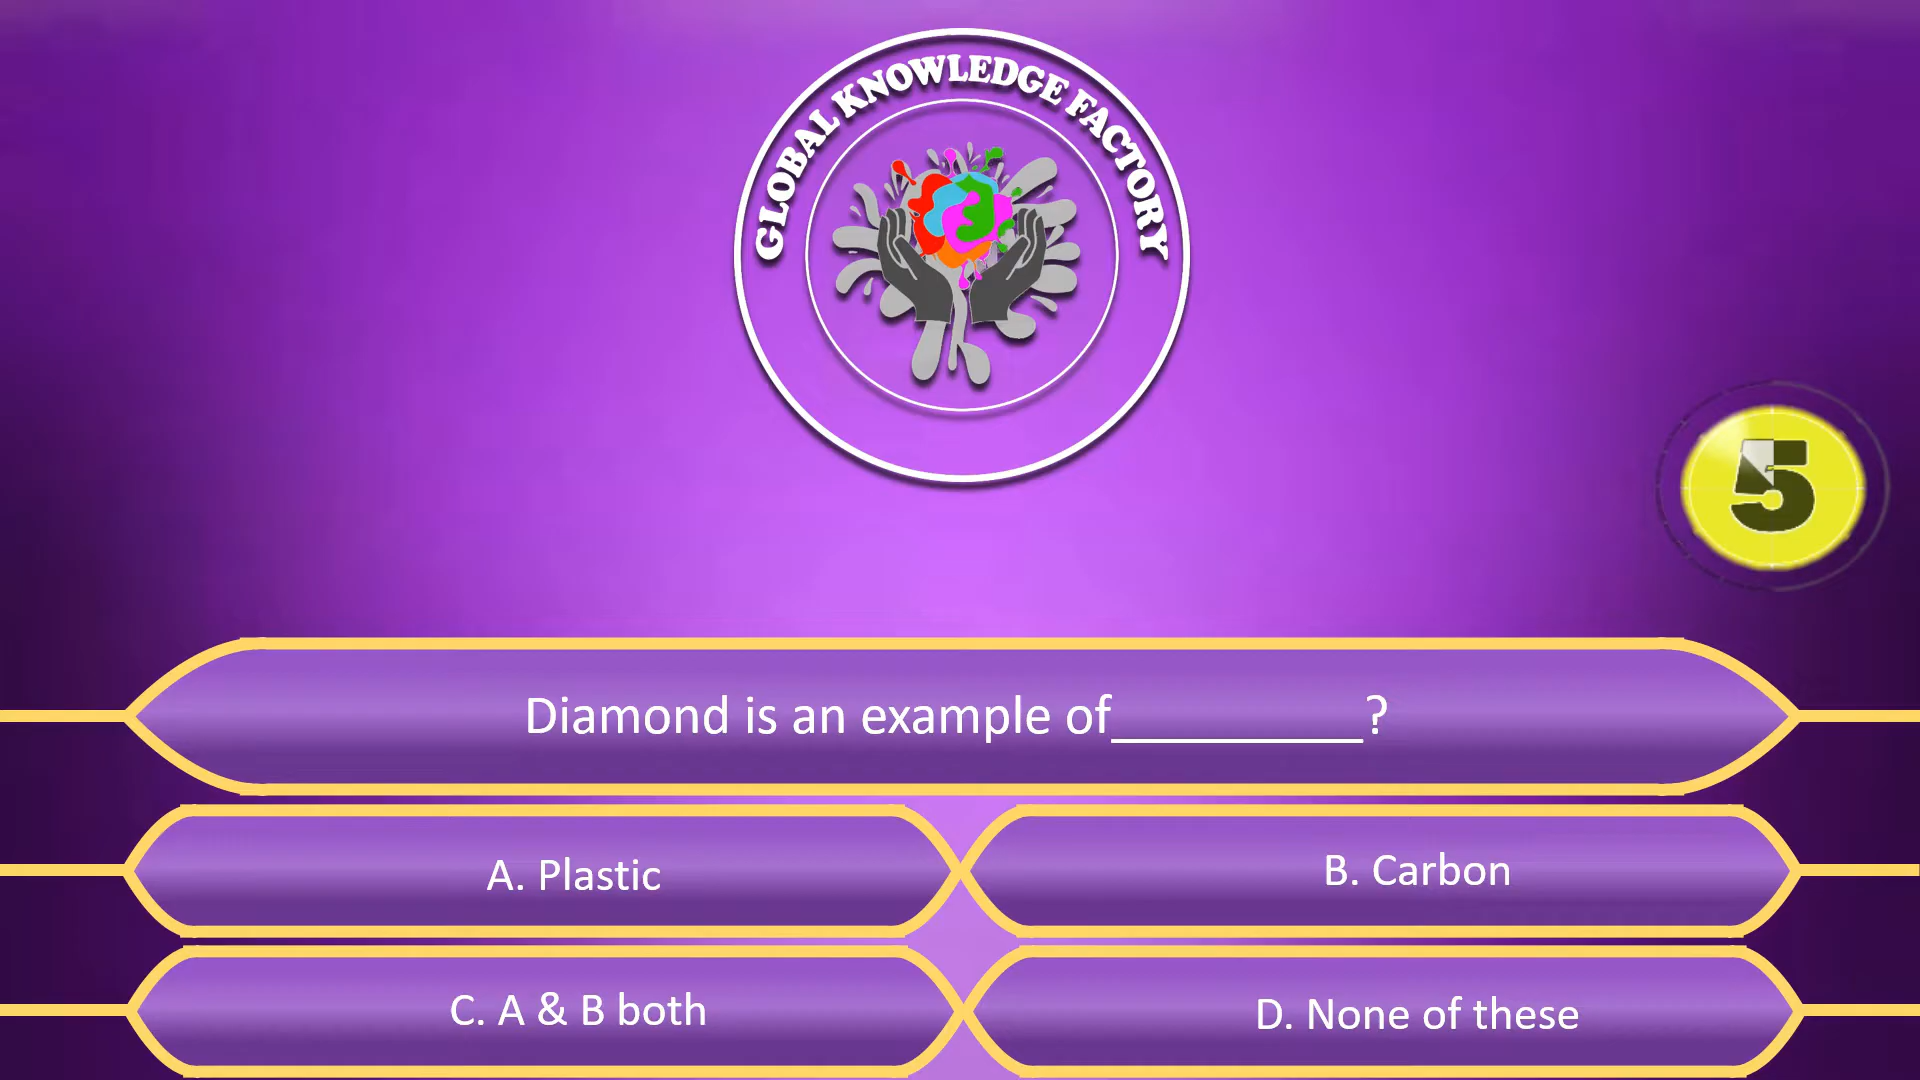 GLOBAL KNOWLEDGE FACTORY
5
Diamond is an example of__________?
A. Plastic
B. Carbon
C. A & B both
D. None of these